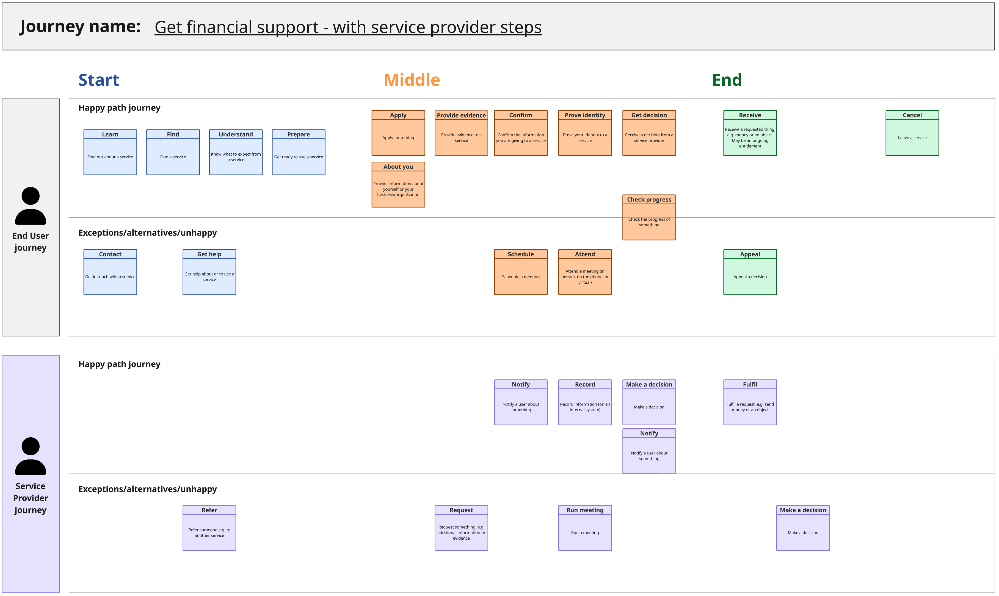 Journey name: Get financial support - with service provider steps
Start
Middle
End
End User
journey
Happy path journey
Learn
Find out about a service
Find
Find a service
Understand
Know what to expect from
a service
Prepare
Get ready to use a service
Apply
Apply for a thing
Provide evidence
Provide evidence to a
service
Confirm
Confirm the information
you are giving to a service
Prove identity
Prove your identity to a
service
Get decision
Receive a decision from a
service provider
Receive
Receive a requested thing,
e.g. money or an object.
May be an ongoing
entitlement
Cancel
Leave a service
About you
Provide information about
yourself or your
business/organisation
Check progress
Check the progress of
something
Exceptions/alternatives/unhappy
Contact
Get in touch with a service
Get help
Get help about or to use a
service
Schedule
Schedule a meeting
Attend
Attend a meeting (in
person, on the phone, or
virtual)
Appeal
Appeal a decision
Service
Provider
journey
Happy path journey
Notify
Notify a user about
something
Record
Record information (on an
internal system)
Make a decision
Make a decision
Fulfil
Fulfil a request, e.g. send
money or an object
Notify
Notify a user about
something
Exceptions/alternatives/unhappy
Refer
Refer someone e.g. to
another service
Request
Request something, e.g.
additional information or
evidence
Run meeting
Run a meeting
Make a decision
Make a decision